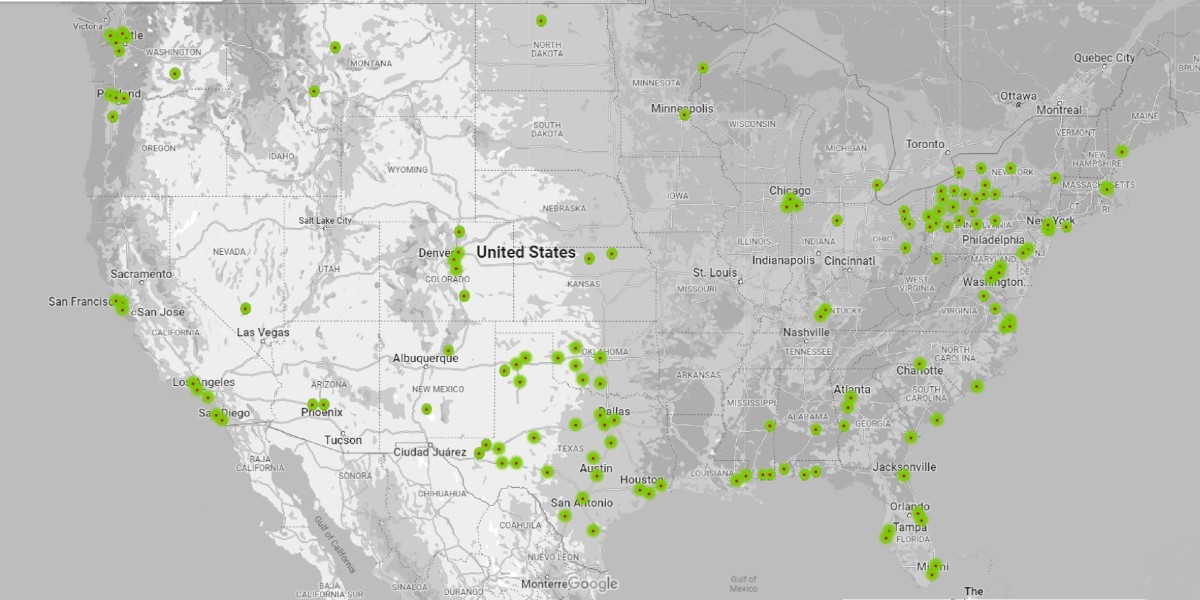 Victoria
WASHINGTON
MONTANA
NORTH
DAKOTA
MINNESOTA
Quebec City
Ottawa
Montreal
MAINE
Minneapolis
WISCONSIN
VERMONT
OREGON
IDAHO
SOUTH
DAKOTA
MICHIGAN
Toronto
NEW
HAMPSHIRE
WYOMING
IOWA
Chicago
NEW YORK
MASSACHUSETTS
CT
RI
Salt Lake City
NEBRASKA
New York
PENNSYLVANIA
NEVADA
Denver
United States
ILLINOIS
INDIANA
OHIO
Philadelphia
NJ
Indianapolis
Cincinnati
MARYLAND
Sacramento
UTAH
COLORADO
KANSAS
St. Louis
MISSOURI
WEST
VIRGINIA
Washington...
San Francisco
San Jose
KENTUCKY
VIRGINIA
CALIFORNIA
Las Vegas
Nashville
TENNESSEE
Albuquerque
OKLAHOMA
NORTH
CAROLINA
Charlotte
ARKANSAS
Los Angeles
ARIZONA
NEW MEXICO
SOUTH
CAROLINA
Atlanta
MISSISSIPPI
ALABAMA
GEORGIA
San Diego
Phoenix
Dallas
Tucson
Ciudad Juárez
TEXAS
BAJA
CALIFORNIA
SONORA
Austin
LOUISIANA
Jacksonville
Houston
CHIHUAHUA
San Antonio
Orlando
Tampa
FLORIDA
COAHUILA
Gulf of California
NUEVO LEON
Miami
BAJA
CALIFORNIA SUR
SINALOA
DURANGO
Google
Gulf of
Mexico
The